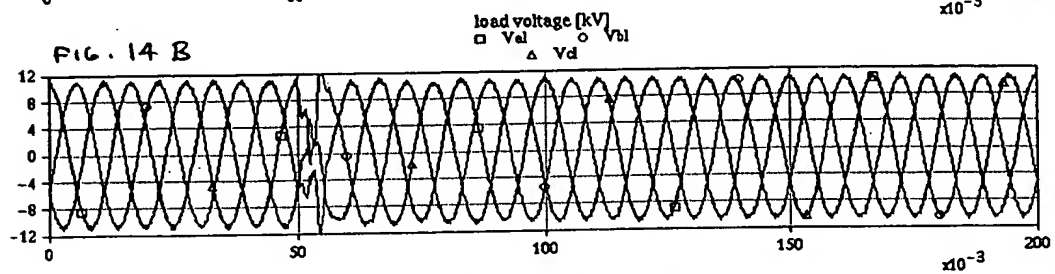 x10⁻³
load voltage [kV]
□ Val ○ Vbl
△ Vcl
FIG. 14 B
12
8
4
0
-4
-8
-12
0 50 100 150 200
x10⁻³